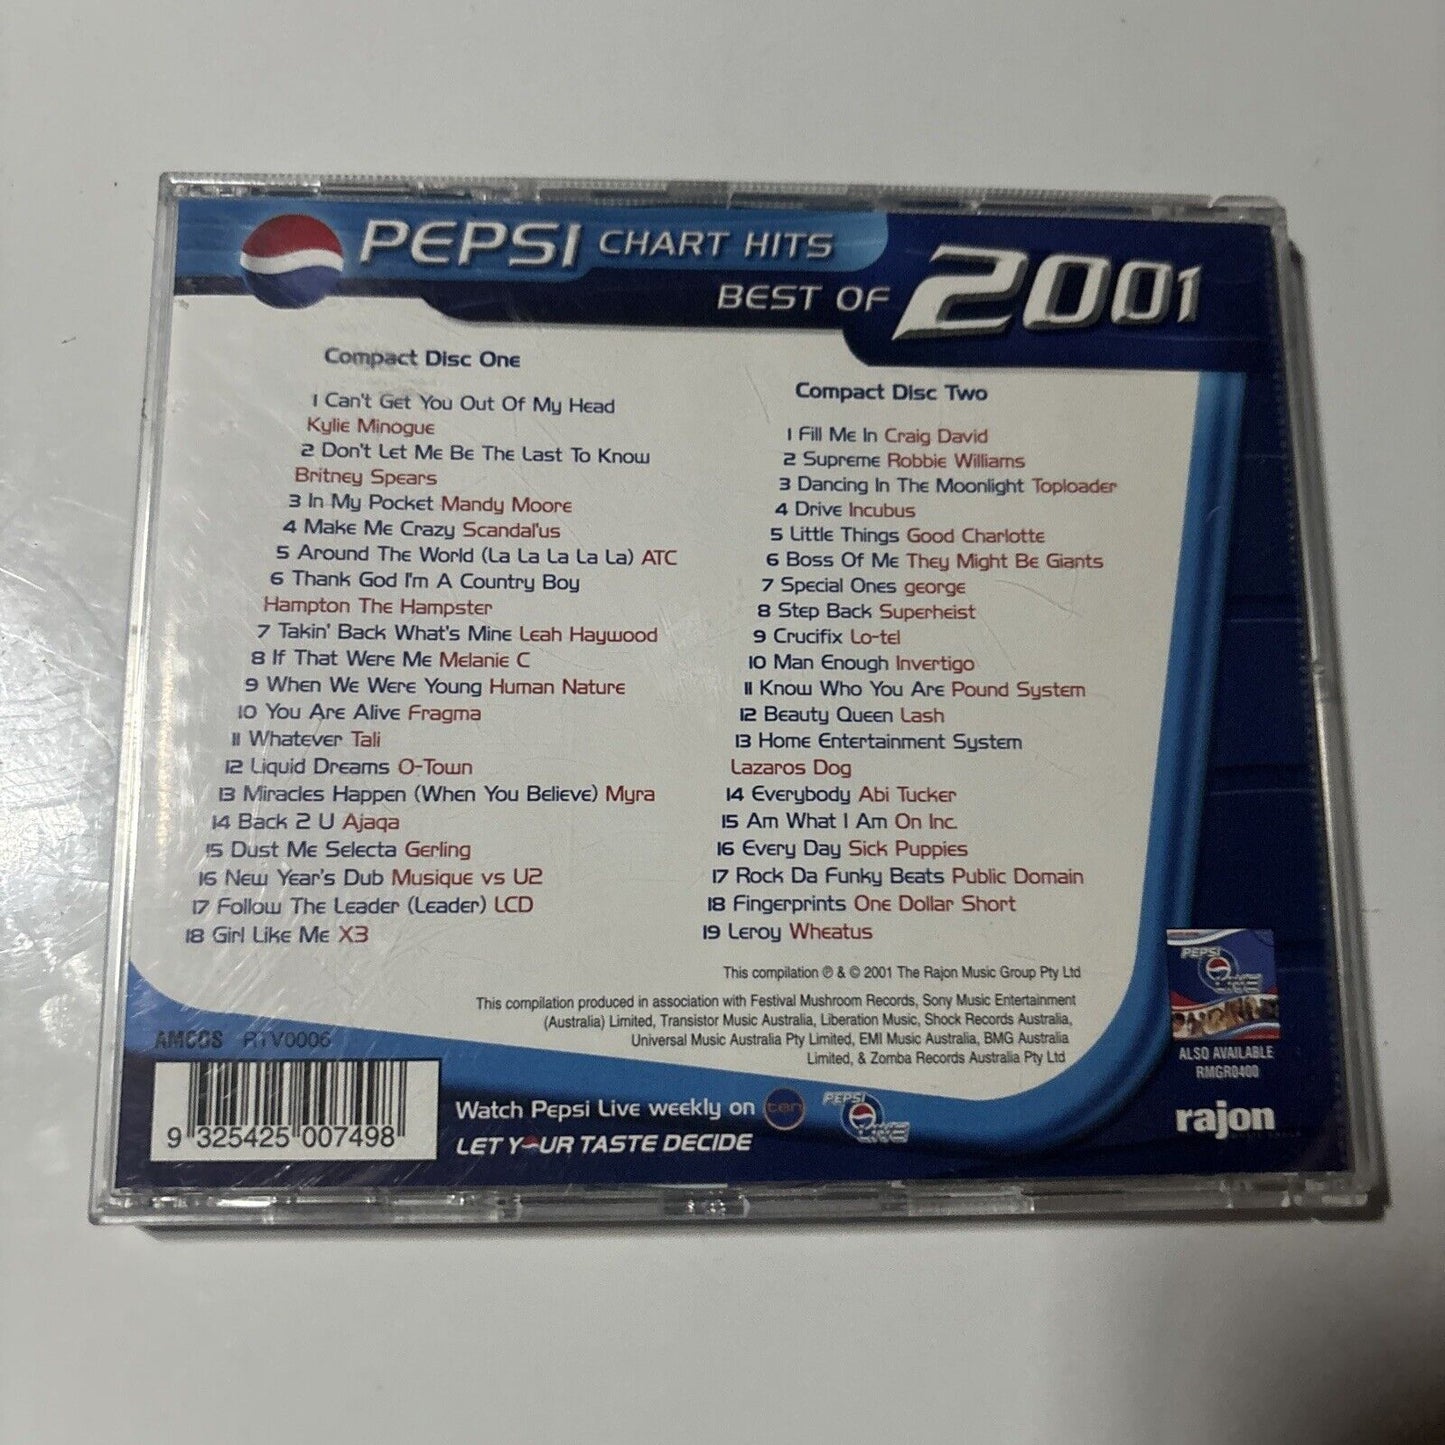 PEPSI CHART HITS
BEST OF 2001
Compact Disc One
1 Can't Get You Out Of My Head
Kylie Minogue
2 Don't Let Me Be The Last To Know
Britney Spears
3 In My Pocket Mandy Moore
4 Make Me Crazy Scandal'us
5 Around The World (La La La La La) ATC
6 Thank God I'm A Country Boy
Hampton The Hampster
7 Takin' Back What's Mine Leah Haywood
8 If That Were Me Melanie C
9 When We Were Young Human Nature
10 You Are Alive Fragma
11 Whatever Tali
12 Liquid Dreams O-Town
13 Miracles Happen (When You Believe) Myra
14 Back 2 U Ajaqa
15 Dust Me Selecta Gerling
16 New Year's Dub Musique vs U2
17 Follow The Leader (Leader) LCD
18 Girl Like Me X3
Compact Disc Two
1 Fill Me In Craig David
2 Supreme Robbie Williams
3 Dancing In The Moonlight Toploader
4 Drive Incubus
5 Little Things Good Charlotte
6 Boss Of Me They Might Be Giants
7 Special Ones george
8 Step Back Superheist
9 Crucifix Lo-tel
10 Man Enough Invertigo
11 Know Who You Are Pound System
12 Beauty Queen Lash
13 Home Entertainment System
Lazaros Dog
14 Everybody Abi Tucker
15 Am What I Am On Inc.
16 Every Day Sick Puppies
17 Rock Da Funky Beats Public Domain
18 Fingerprints One Dollar Short
19 Leroy Wheatus
This compilation ℗ & © 2001 The Rajon Music Group Pty Ltd
This compilation produced in association with Festival Mushroom Records, Sony Music Entertainment
(Australia) Limited, Transistor Music Australia, Liberation Music, Shock Records Australia,
Universal Music Australia Pty Limited, EMI Music Australia, BMG Australia
Limited, & Zomba Records Australia Pty Ltd
AMCOS RTV0006
9 325425 007498
Watch Pepsi Live weekly on ten PEPSI LIVE
LET YOUR TASTE DECIDE
PEPSI
LIVE
ALSO AVAILABLE
RMGR0400
rajon